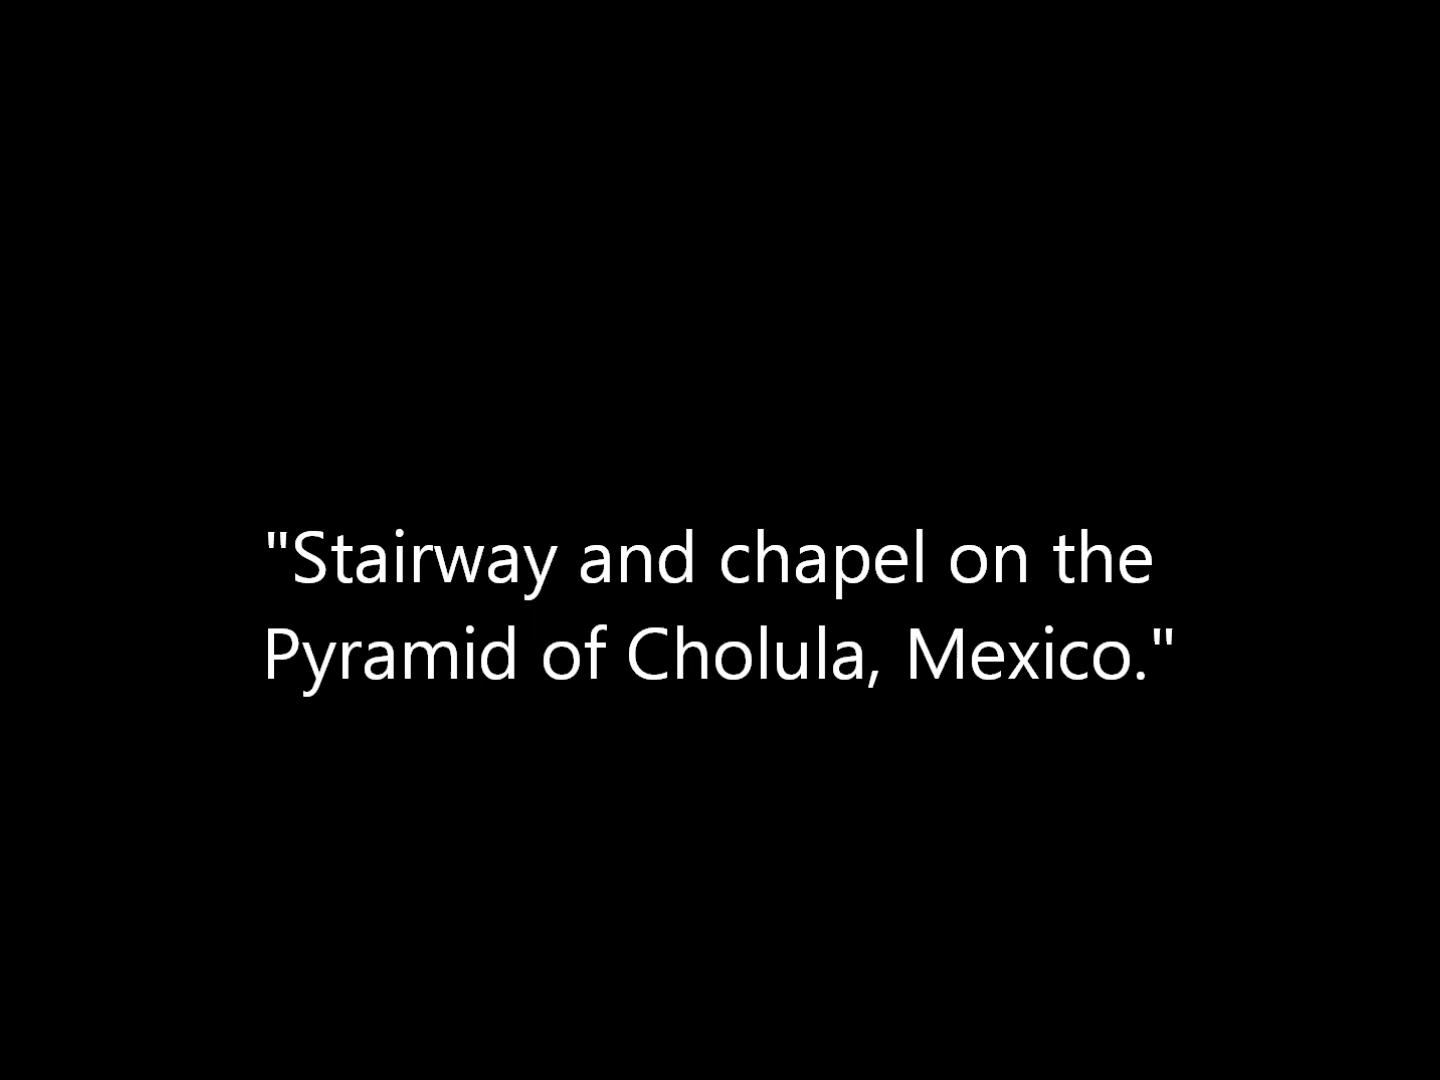 "Stairway and chapel on the
Pyramid of Cholula, Mexico."